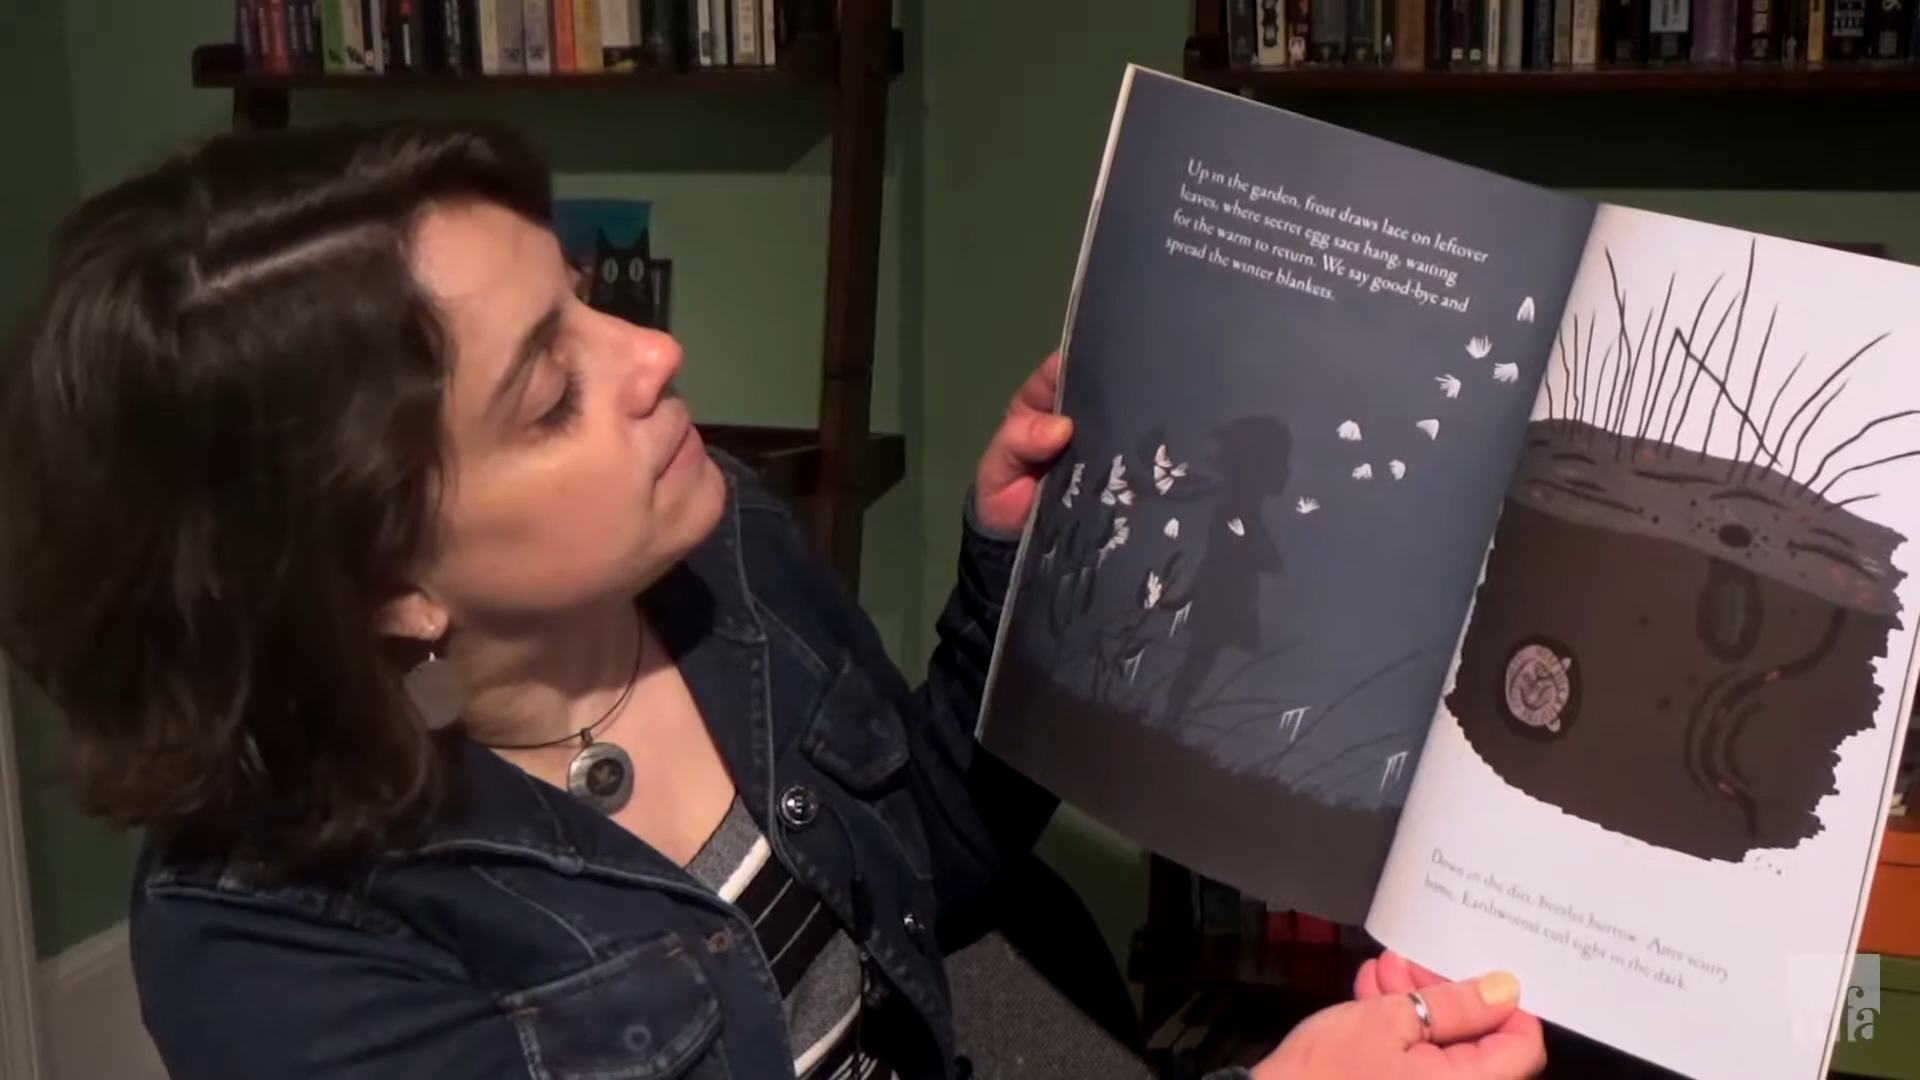 Up in the garden, frost draws lace on leftover
leaves, where secret egg sacs hang, waiting
for the warm to return. We say good-bye and
spread the winter blankets.
Down in the dirt, beetles burrow. Ants scurry
home. Earthworms curl tight in the dark.
mfa